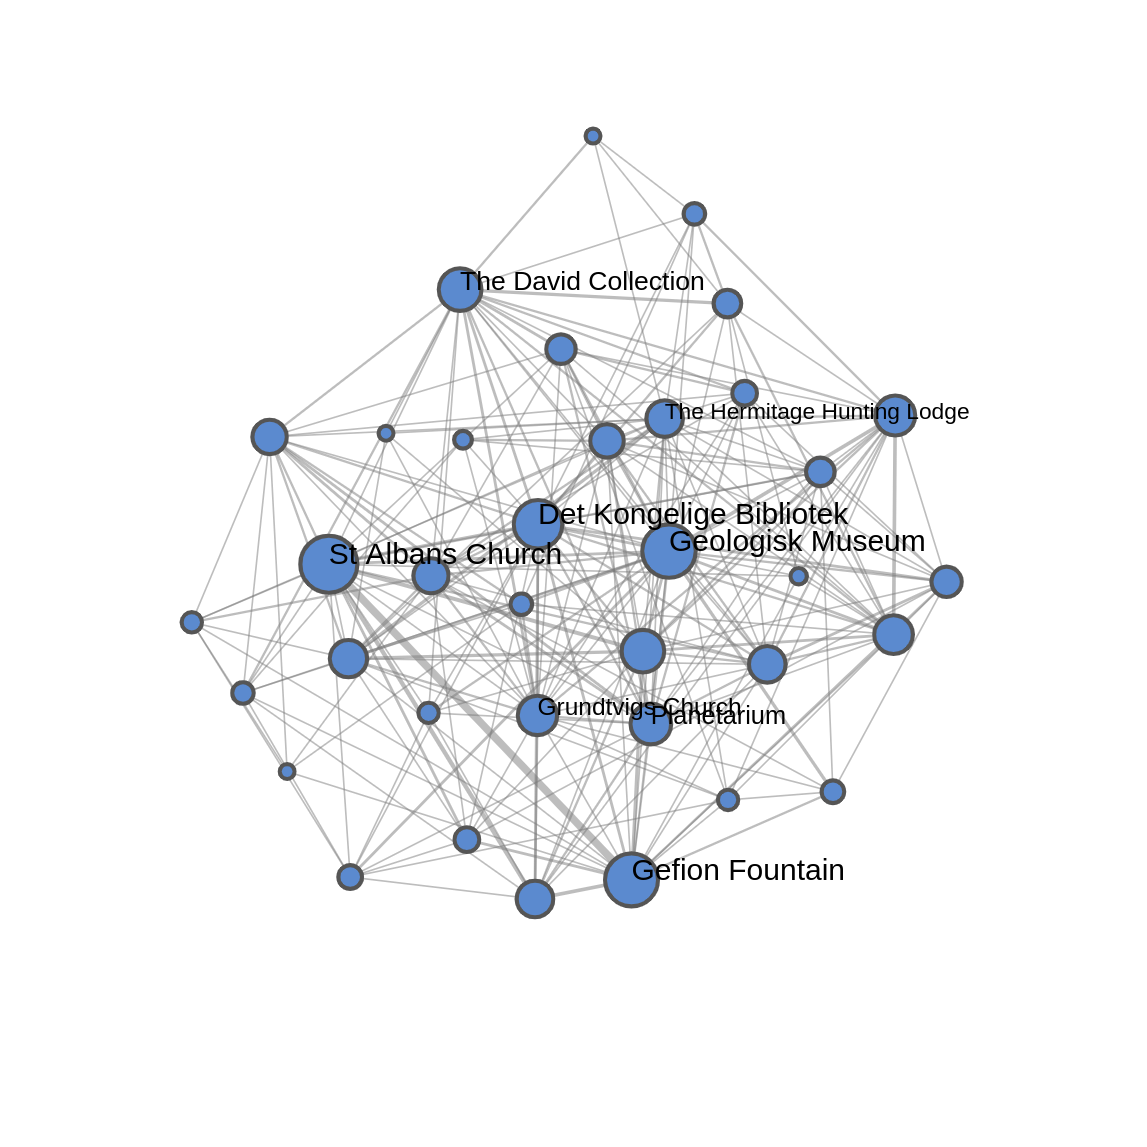 The David Collection
The Hermitage Hunting Lodge
Det Kongelige Bibliotek
Geologisk Museum
St Albans Church
Grundtvigs Church
Planetarium
Gefion Fountain